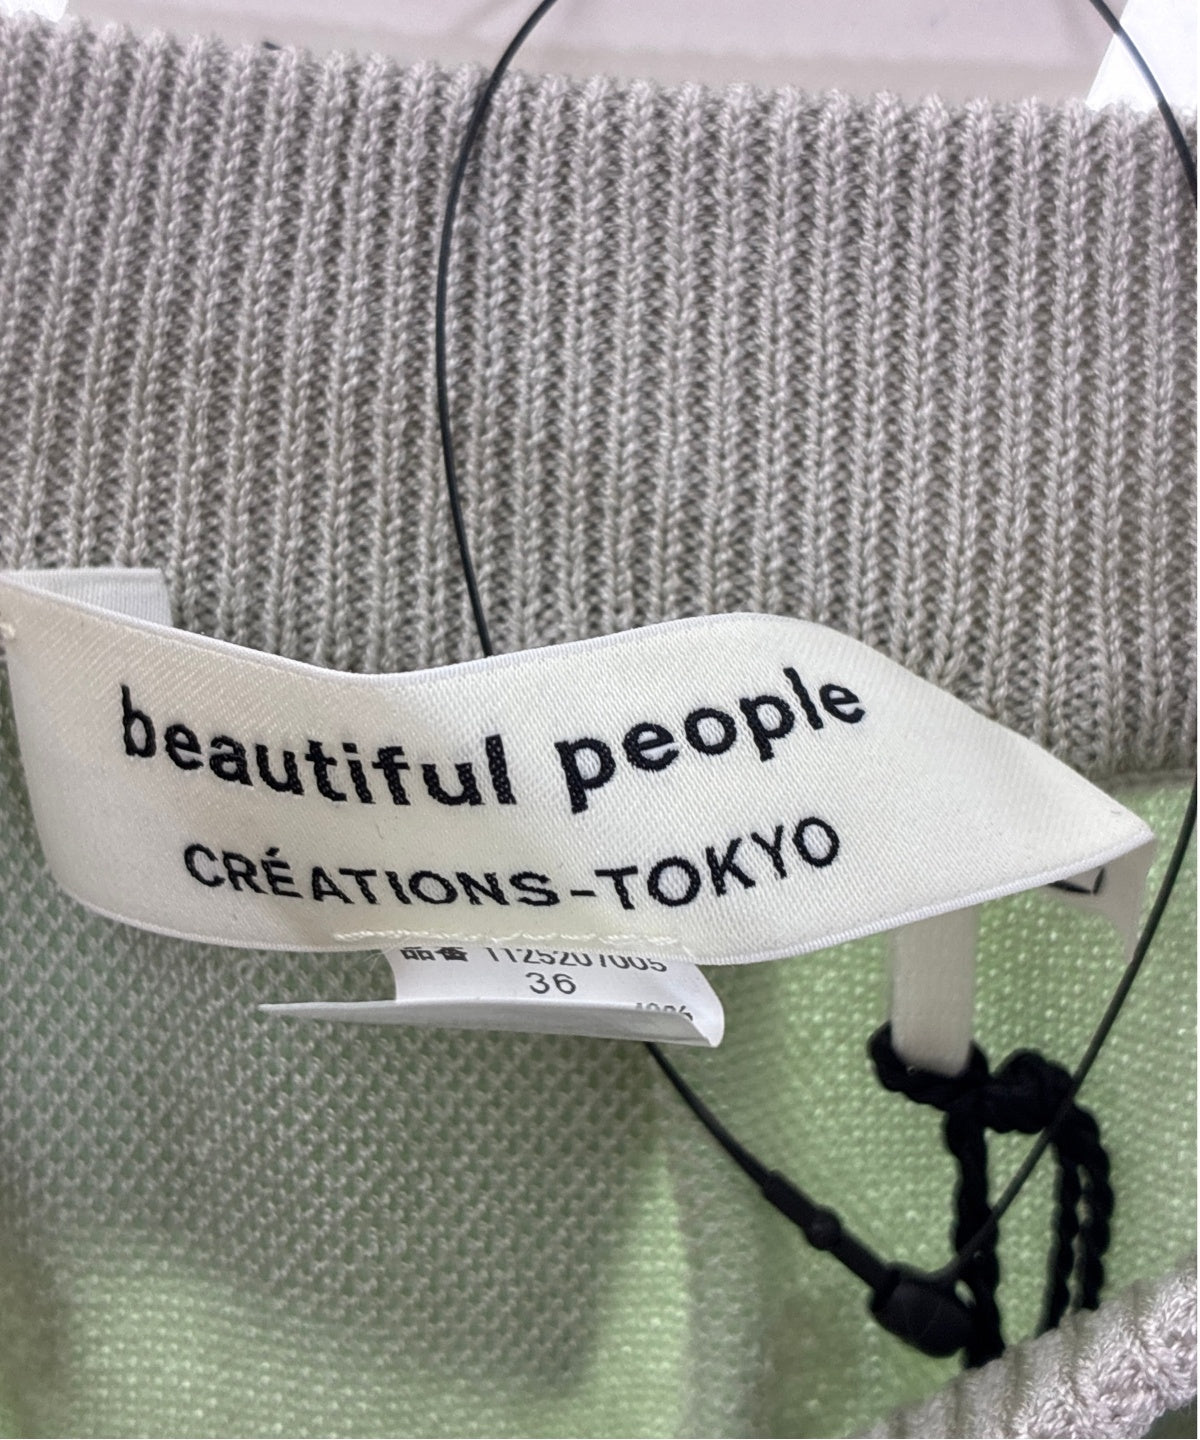 beautiful people
CRÉATIONS-TOKYO
品番 1125207005
36